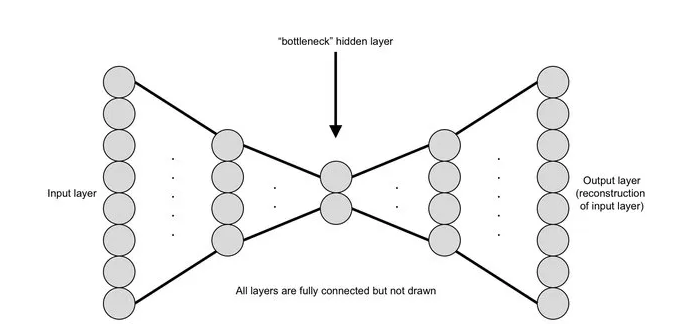 “bottleneck” hidden layer
Input layer
Output layer
(reconstruction
of input layer)
All layers are fully connected but not drawn